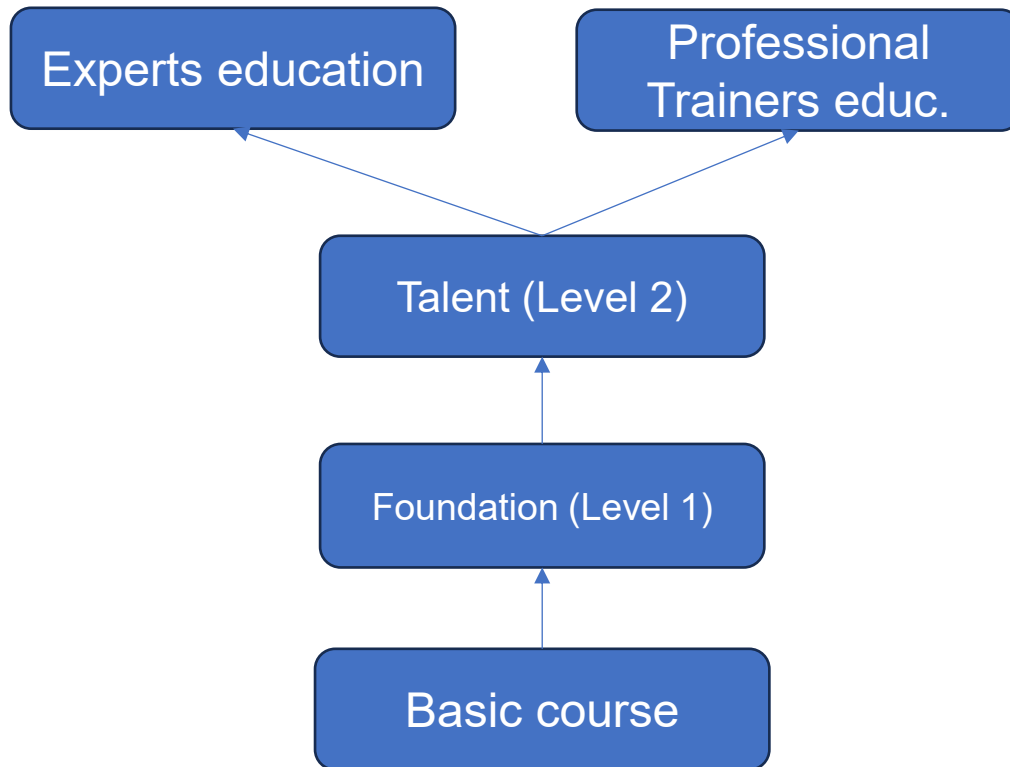 Experts education
Professional
Trainers educ.
Talent (Level 2)
Foundation (Level 1)
Basic course